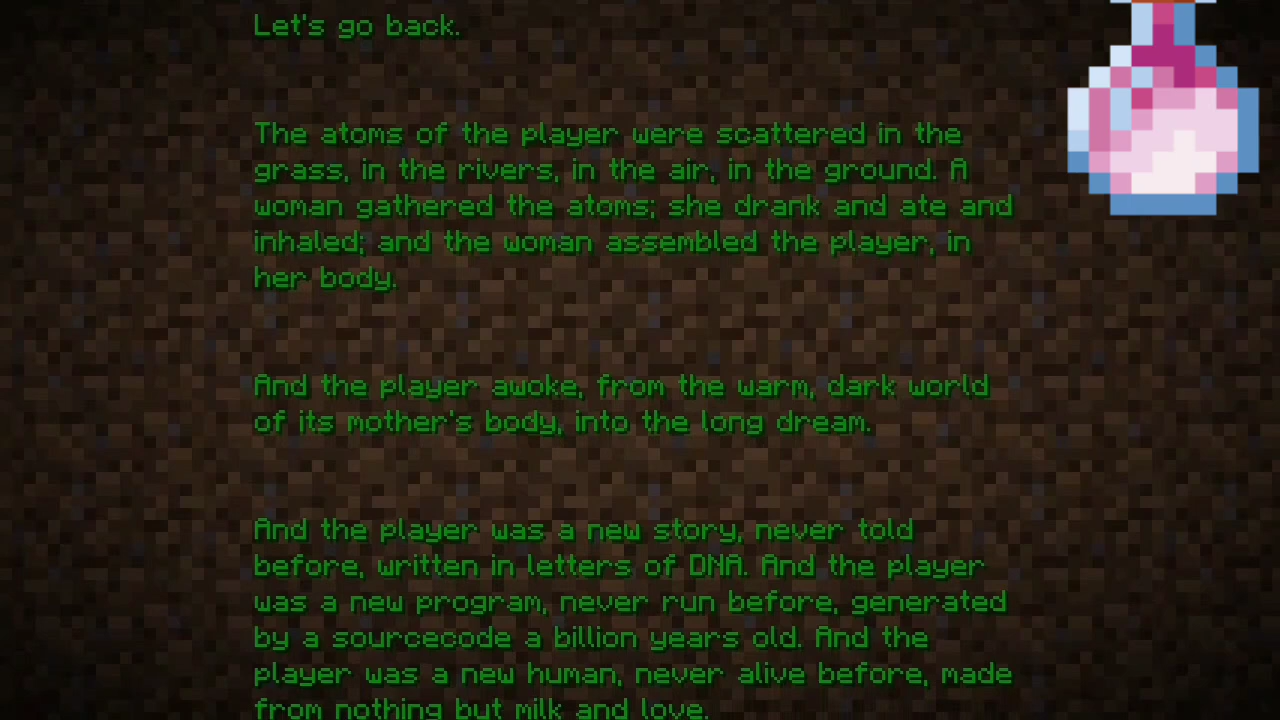 Let's go back.
The atoms of the player were scattered in the
grass, in the rivers, in the air, in the ground. A
woman gathered the atoms; she drank and ate and
inhaled; and the woman assembled the player, in
her body.
And the player awoke, from the warm, dark world
of its mother's body, into the long dream.
And the player was a new story, never told
before, written in letters of DNA. And the player
was a new program, never run before, generated
by a sourcecode a billion years old. And the
player was a new human, never alive before, made
from nothing but milk and love.